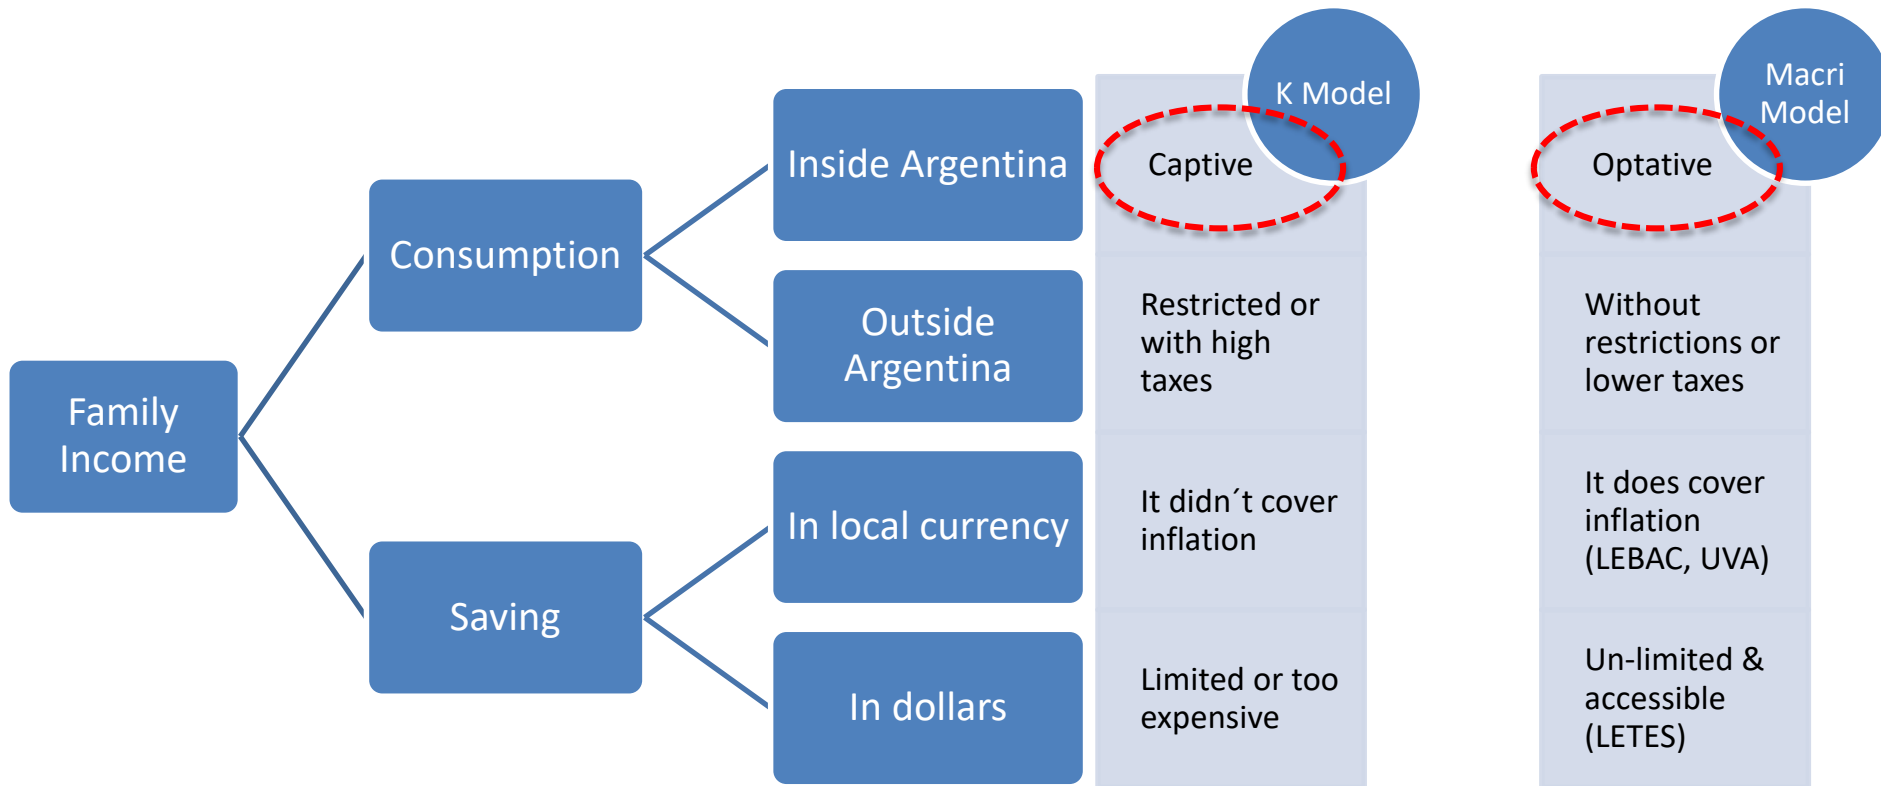 Family
Income
Consumption
Saving
Inside Argentina
Outside
Argentina
In local currency
In dollars
K Model
Captive
Restricted or
with high
taxes
It didn´t cover
inflation
Limited or too
expensive
Macri
Model
Optative
Without
restrictions or
lower taxes
It does cover
inflation
(LEBAC, UVA)
Un-limited &
accessible
(LETES)